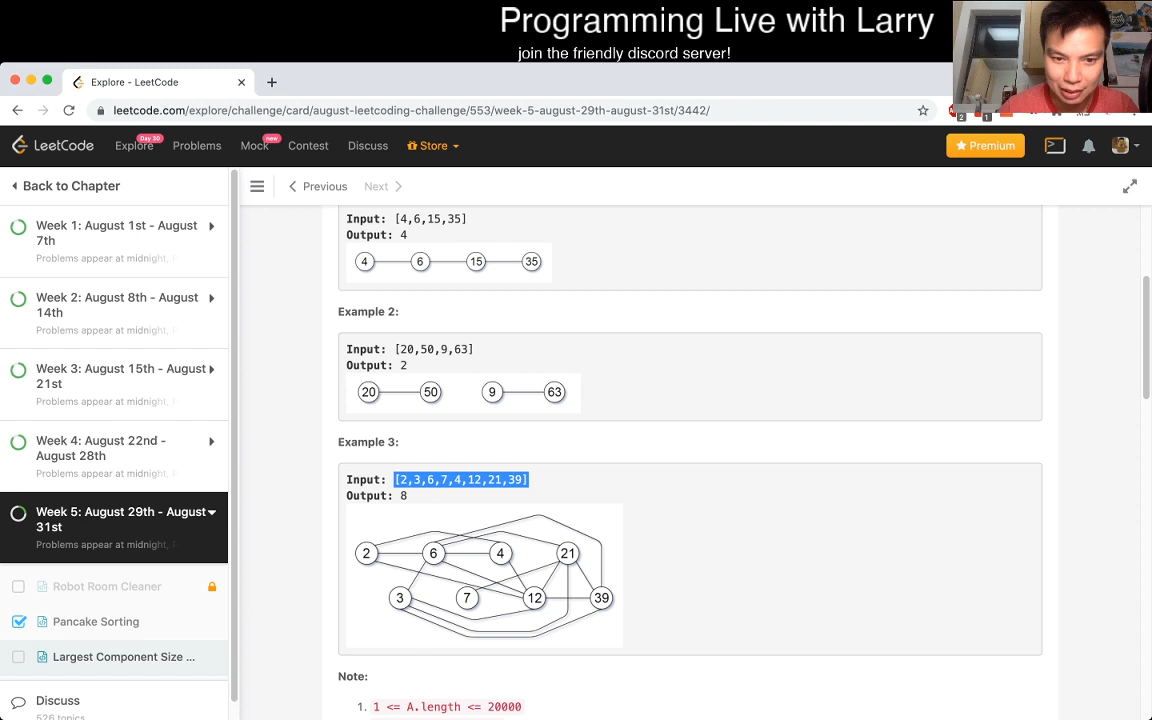 Programming Live with Larry
join the friendly discord server!
Explore - LeetCode
leetcode.com/explore/challenge/card/august-leetcoding-challenge/553/week-5-august-29th-august-31st/3442/
2
1
LeetCode
Explore
Day 30
Problems
Mock
new
Contest
Discuss
Store
Premium
Back to Chapter
Previous
Next
Week 1: August 1st - August
7th
Problems appear at midnight,
Week 2: August 8th - August
14th
Problems appear at midnight,
Week 3: August 15th - August
21st
Problems appear at midnight,
Week 4: August 22nd -
August 28th
Problems appear at midnight,
Week 5: August 29th - August
31st
Problems appear at midnight,
Robot Room Cleaner
Pancake Sorting
Largest Component Size ...
Discuss
526 topics
Input: [4,6,15,35]
Output: 4
4 6 15 35
Example 2:
Input: [20,50,9,63]
Output: 2
20 50 9 63
Example 3:
Input: [2,3,6,7,4,12,21,39]
Output: 8
2 6 4 21
3 7 12 39
Note:
1. 1 <= A.length <= 20000